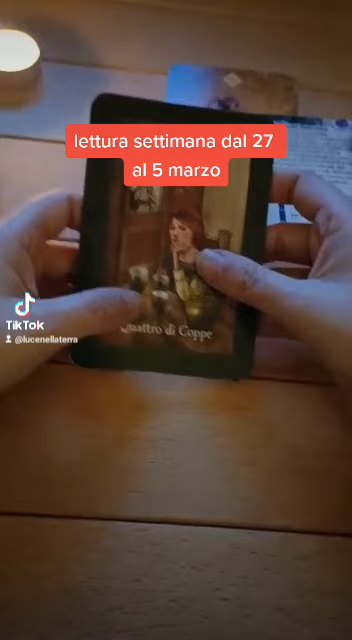 lettura settimana dal 27
al 5 marzo
Quattro di Coppe
TikTok
@lucenellaterra